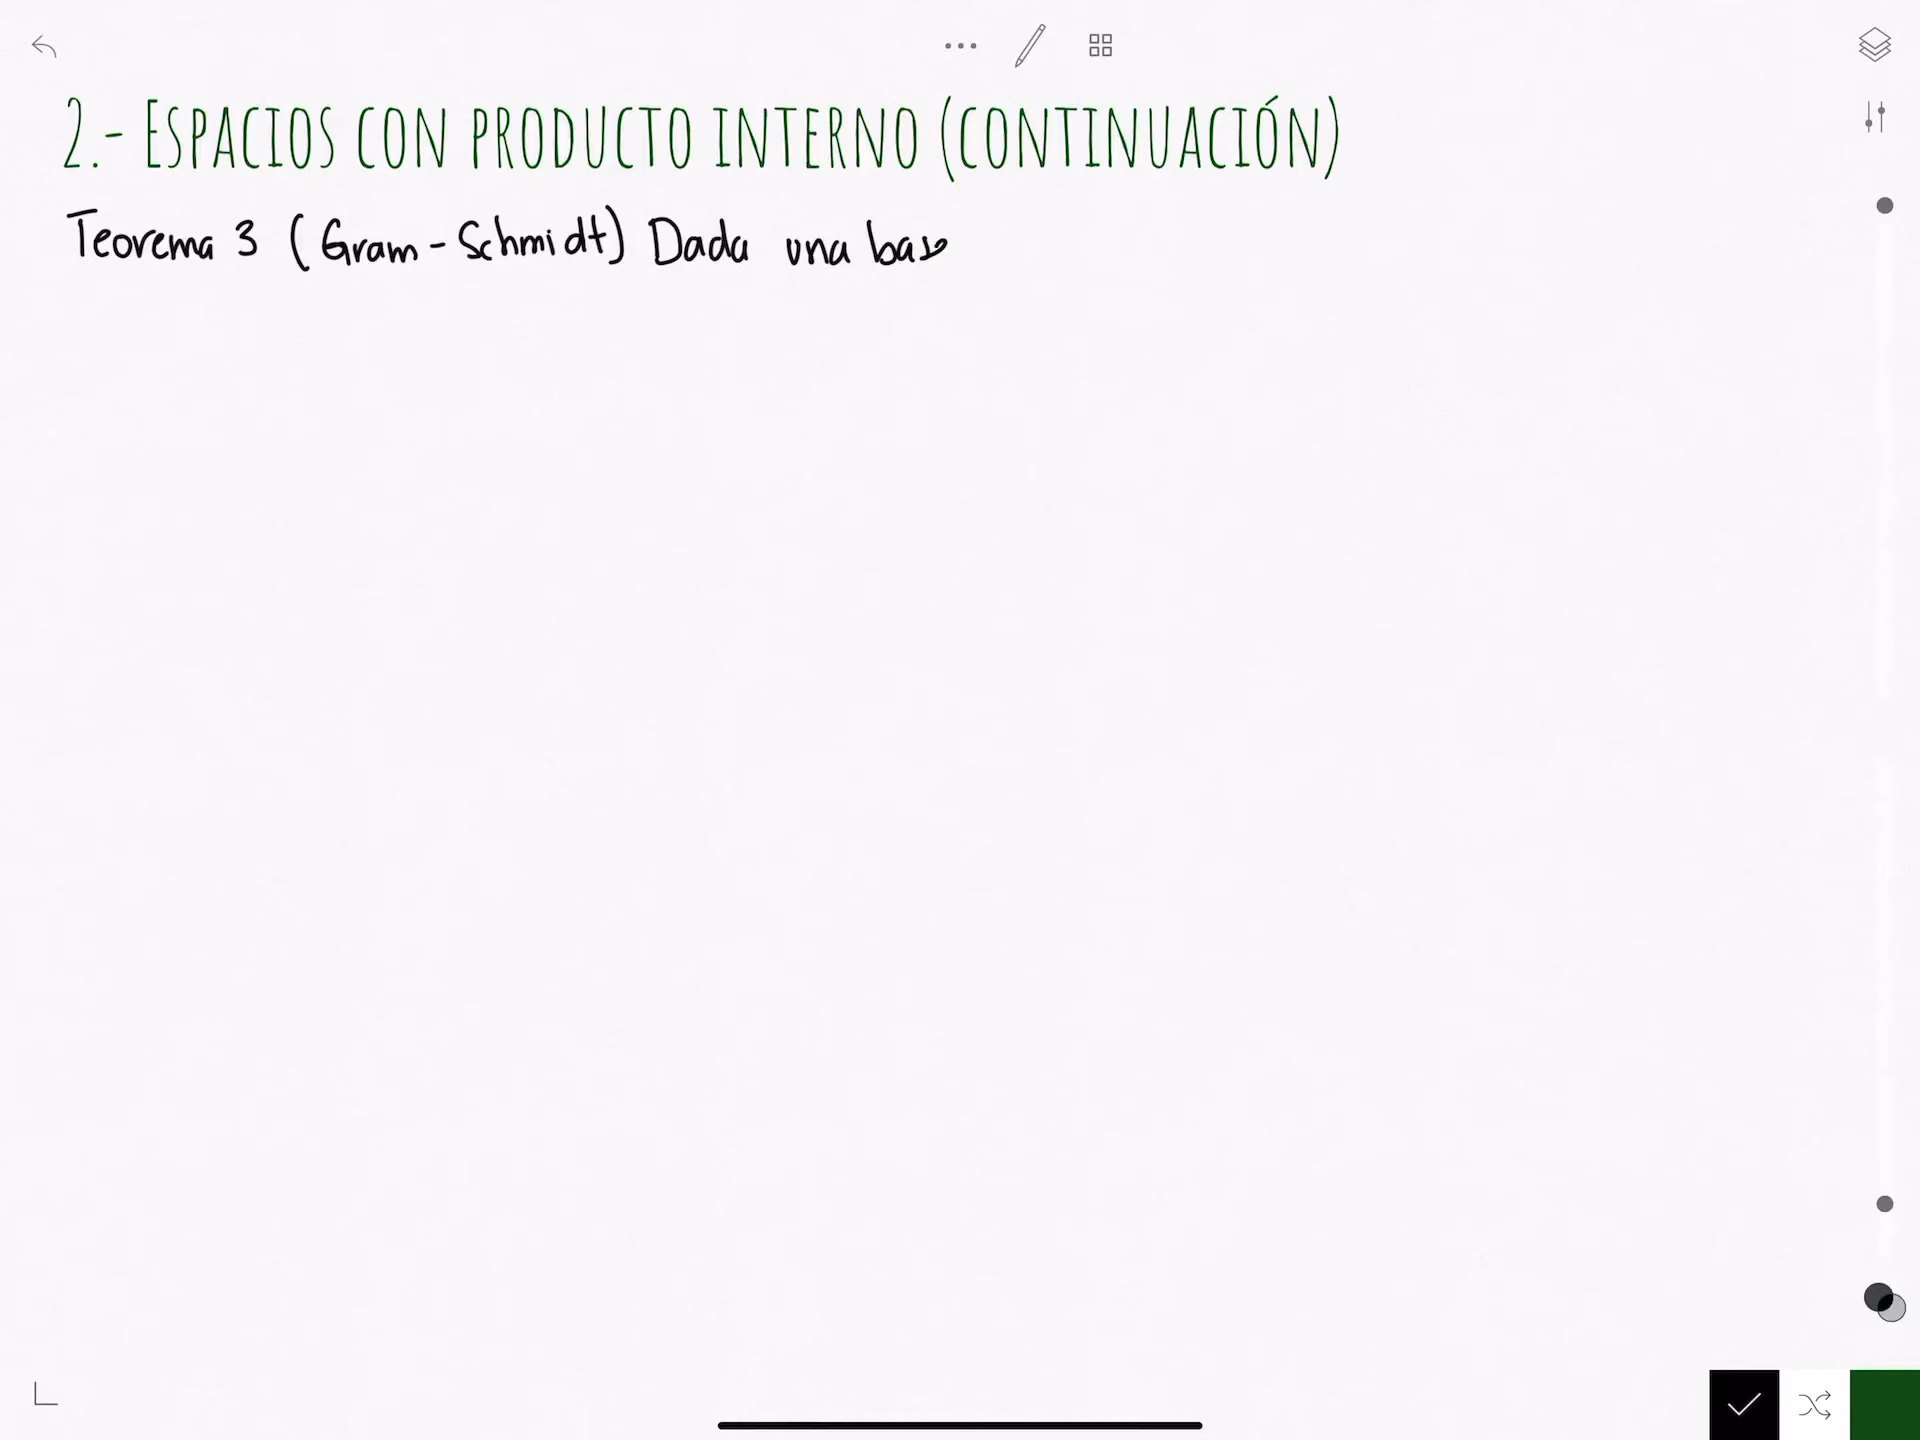 2.- ESPACIOS CON PRODUCTO INTERNO (CONTINUACIÓN)
Teorema 3 (Gram-Schmidt) Dada una base